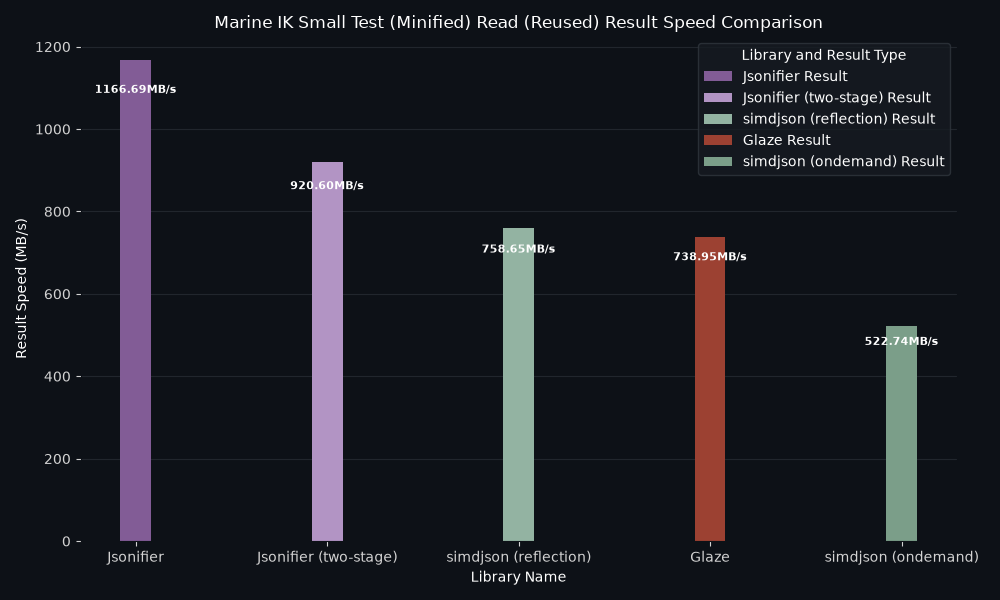 Marine IK Small Test (Minified) Read (Reused) Result Speed Comparison
Library and Result Type
Jsonifier Result
Jsonifier (two-stage) Result
simdjson (reflection) Result
Glaze Result
simdjson (ondemand) Result
Result Speed (MB/s)
1200
1000
800
600
400
200
0
1166.69MB/s
920.60MB/s
758.65MB/s
738.95MB/s
522.74MB/s
Jsonifier
Jsonifier (two-stage)
simdjson (reflection)
Glaze
simdjson (ondemand)
Library Name